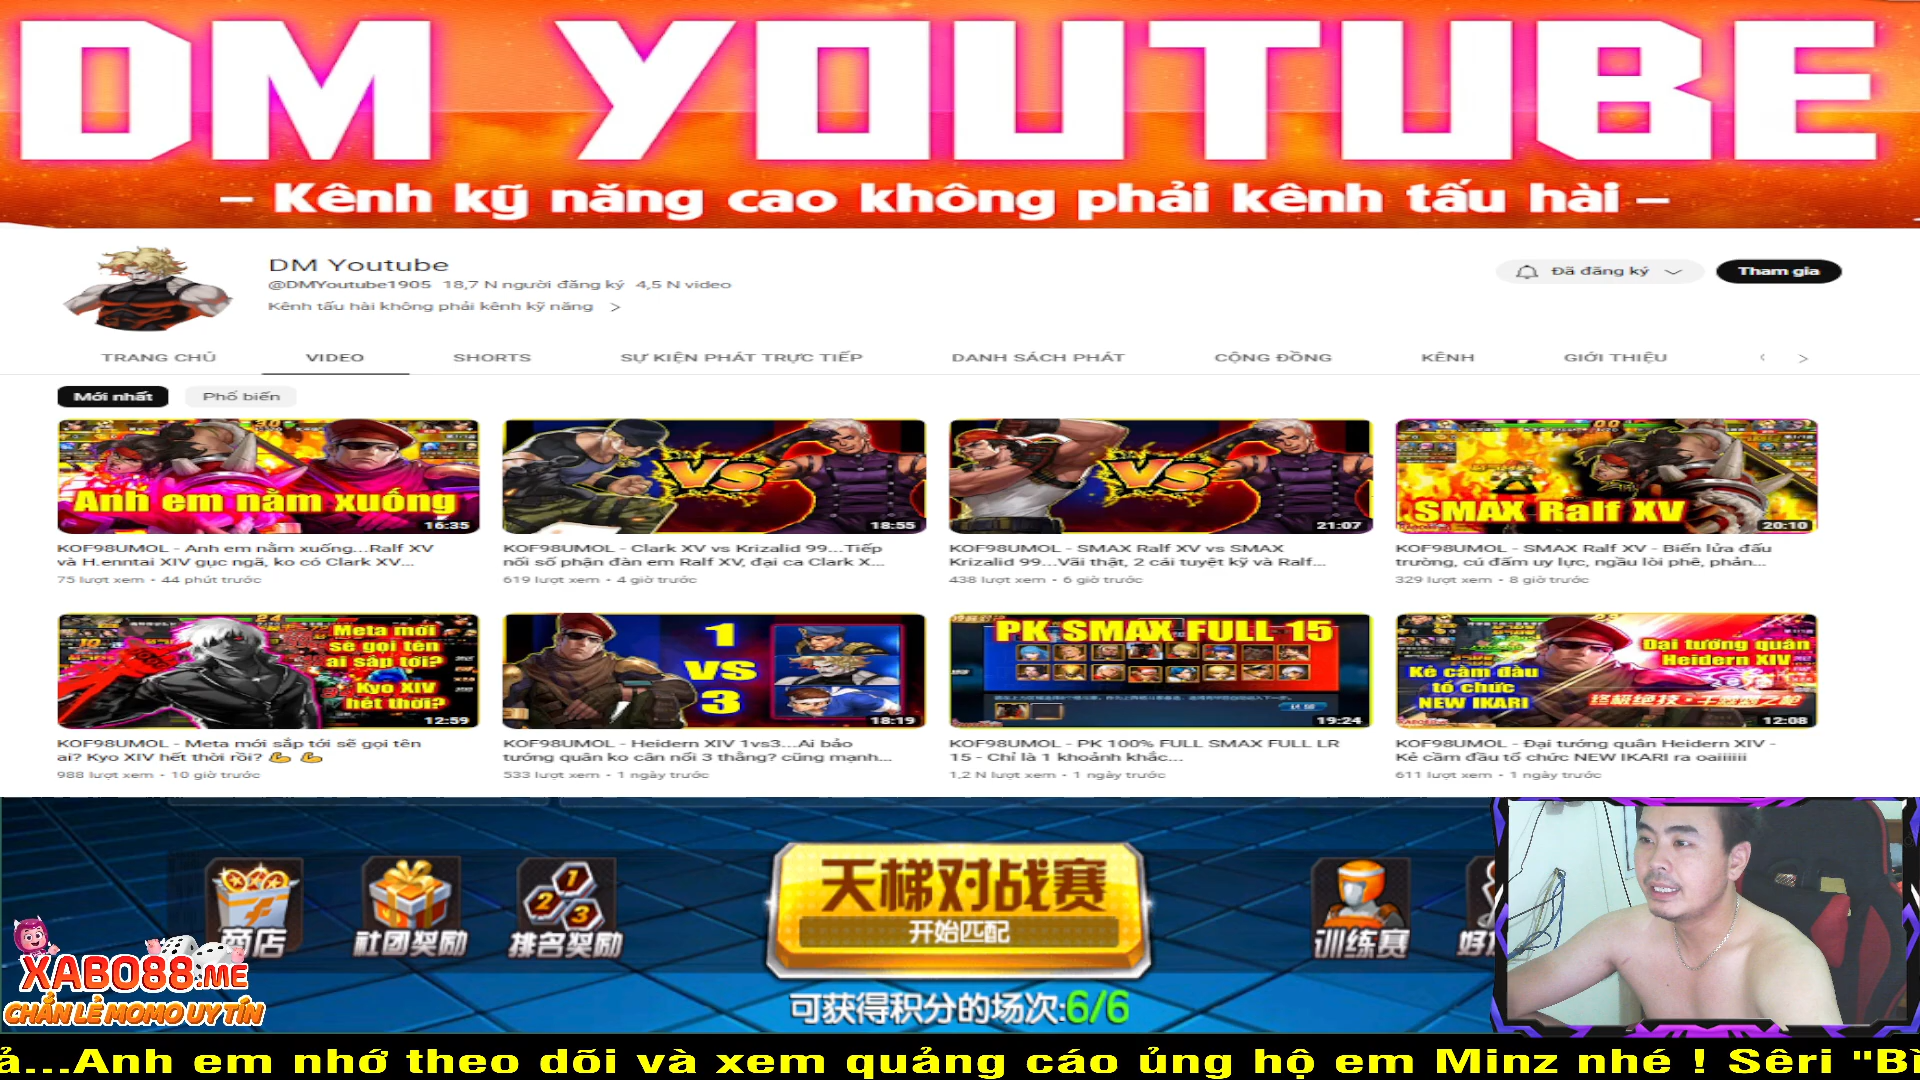 DM YOUTUBE
– Kênh kỹ năng cao không phải kênh tấu hài –
DM Youtube
@DMYoutube1905 18,7 N người đăng ký 4,5 N video
Kênh tấu hài không phải kênh kỹ năng >
Đã đăng ký
Tham gia
TRANG CHỦ VIDEO SHORTS SỰ KIỆN PHÁT TRỰC TIẾP DANH SÁCH PHÁT CỘNG ĐỒNG KÊNH GIỚI THIỆU
Mới nhất Phổ biến
Anh em nằm xuống
16:35
VS
18:55
VS
21:07
SMAX Ralf XV
20:10
KOF98UMOL - Anh em nằm xuống...Ralf XV
và H.enntai XIV gục ngã, ko có Clark XV...
75 lượt xem • 44 phút trước
KOF98UMOL - Clark XV vs Krizalid 99...Tiếp
nối số phận đàn em Ralf XV, đại ca Clark X...
619 lượt xem • 4 giờ trước
KOF98UMOL - SMAX Ralf XV vs SMAX
Krizalid 99...Vãi thật, 2 cái tuyệt kỹ và Ralf...
438 lượt xem • 6 giờ trước
KOF98UMOL - SMAX Ralf XV - Biển lửa đấu
trường, cú đấm uy lực, ngầu lòi phê, phản...
329 lượt xem • 8 giờ trước
Meta mới
sẽ gọi tên
ai sắp tới?
Kyo XIV
hết thời?
12:59
1
VS
3
18:19
PK SMAX FULL 15
19:24
Đại tướng quân
Heidern XIV
Kẻ cầm đầu
tổ chức
NEW IKARI
12:08
KOF98UMOL - Meta mới sắp tới sẽ gọi tên
ai? Kyo XIV hết thời rồi? 💪 💪
988 lượt xem • 10 giờ trước
KOF98UMOL - Heidern XIV 1vs3...Ai bảo
tướng quân ko cân nổi 3 thằng? cũng mạnh...
533 lượt xem • 1 ngày trước
KOF98UMOL - PK 100% FULL SMAX FULL LR
15 - Chỉ là 1 khoảnh khắc...
1,2 N lượt xem • 1 ngày trước
KOF98UMOL - Đại tướng quân Heidern XIV -
Kẻ cầm đầu tổ chức NEW IKARI ra oaiiiiii
611 lượt xem • 1 ngày trước
商店
社团奖励
排名奖励
天梯对战赛
开始匹配
可获得积分的场次:6/6
训练赛
好
XABO88.ME
CHẴN LẺ MOMO UY TÍN
ả...Anh em nhớ theo dõi và xem quảng cáo ủng hộ em Minz nhé ! Sêri "Bì